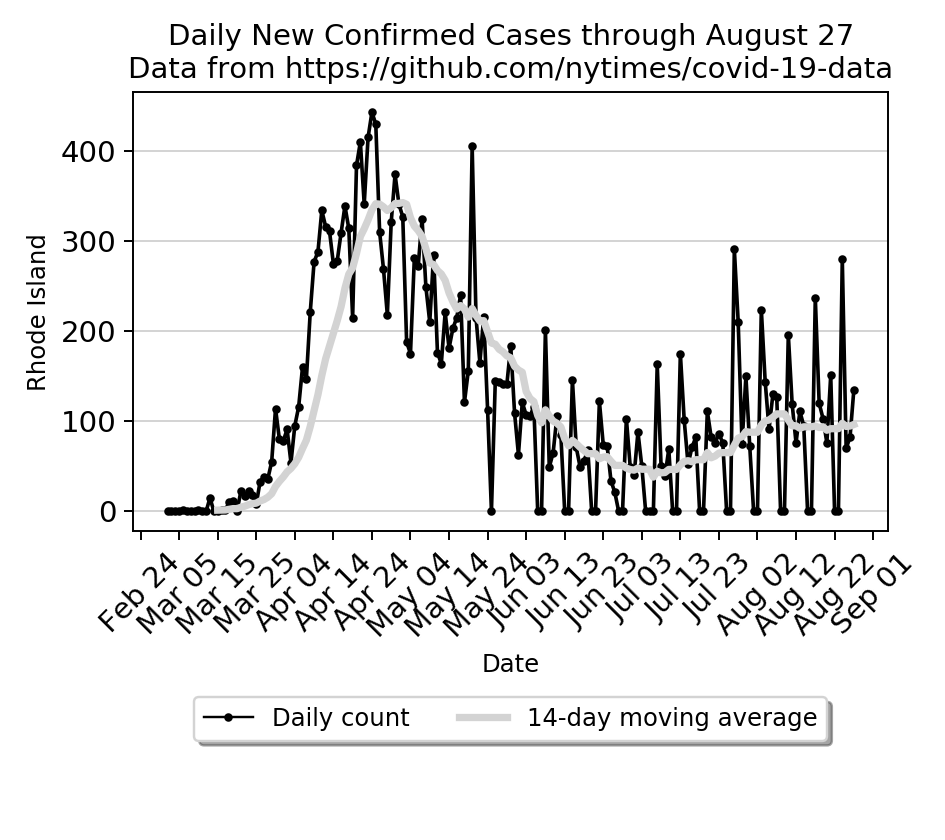 Daily New Confirmed Cases through August 27
Data from https://github.com/nytimes/covid-19-data
400
300
200
100
0
Rhode Island
Feb 24
Mar 05
Mar 15
Mar 25
Apr 04
Apr 14
Apr 24
May 04
May 14
May 24
Jun 03
Jun 13
Jun 23
Jul 03
Jul 13
Jul 23
Aug 02
Aug 12
Aug 22
Sep 01
Date
Daily count
14-day moving average